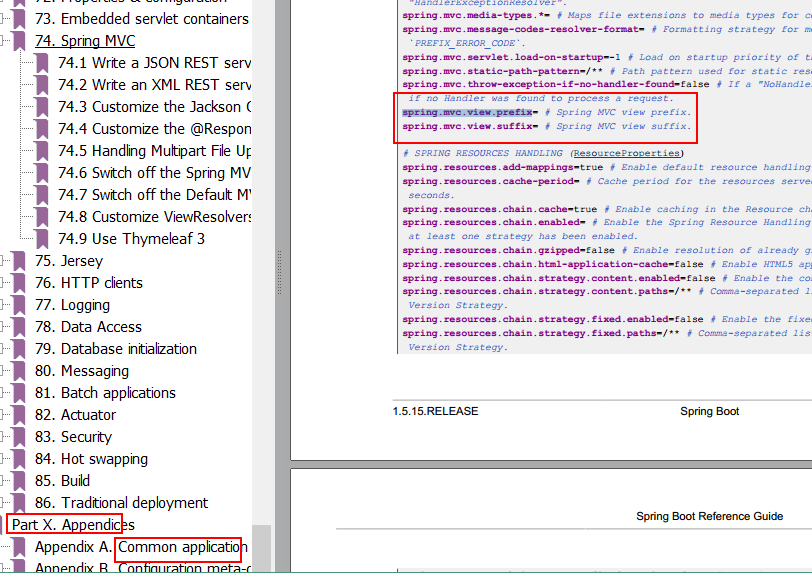 72. Properties & configuration
73. Embedded servlet containers
74. Spring MVC
74.1 Write a JSON REST serv
74.2 Write an XML REST serv
74.3 Customize the Jackson O
74.4 Customize the @Respon
74.5 Handling Multipart File Up
74.6 Switch off the Spring MV
74.7 Switch off the Default MV
74.8 Customize ViewResolvers
74.9 Use Thymeleaf 3
75. Jersey
76. HTTP clients
77. Logging
78. Data Access
79. Database initialization
80. Messaging
81. Batch applications
82. Actuator
83. Security
84. Hot swapping
85. Build
86. Traditional deployment
Part X. Appendices
Appendix A. Common application
Appendix B. Configuration meta-d
"HandlerExceptionResolver".
spring.mvc.media-types.*= # Maps file extensions to media types for c
spring.mvc.message-codes-resolver-format= # Formatting strategy for me
`PREFIX_ERROR_CODE`.
spring.mvc.servlet.load-on-startup=-1 # Load on startup priority of th
spring.mvc.static-path-pattern=/** # Path pattern used for static reso
spring.mvc.throw-exception-if-no-handler-found=false # If a "NoHandler
if no Handler was found to process a request.
spring.mvc.view.prefix= # Spring MVC view prefix.
spring.mvc.view.suffix= # Spring MVC view suffix.
# SPRING RESOURCES HANDLING (ResourceProperties)
spring.resources.add-mappings=true # Enable default resource handling
spring.resources.cache-period= # Cache period for the resources served
seconds.
spring.resources.chain.cache=true # Enable caching in the Resource cha
spring.resources.chain.enabled= # Enable the Spring Resource Handling
at least one strategy has been enabled.
spring.resources.chain.gzipped=false # Enable resolution of already g
spring.resources.chain.html-application-cache=false # Enable HTML5 app
spring.resources.chain.strategy.content.enabled=false # Enable the con
spring.resources.chain.strategy.content.paths=/** # Comma-separated li
Version Strategy.
spring.resources.chain.strategy.fixed.enabled=false # Enable the fixed
spring.resources.chain.strategy.fixed.paths=/** # Comma-separated list
Version Strategy.
1.5.15.RELEASE
Spring Boot
Spring Boot Reference Guide